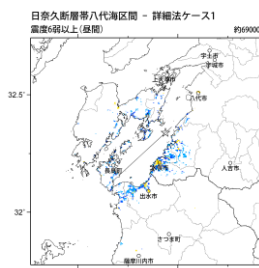 日奈久断層帯八代海区間 - 詳細法ケース1
震度6弱以上(昼間)
約69000
宇土市
宇城市
上天草市
32.5°
八代市
人吉市
長島町
出水市
32°
さつま町
薩摩川内市